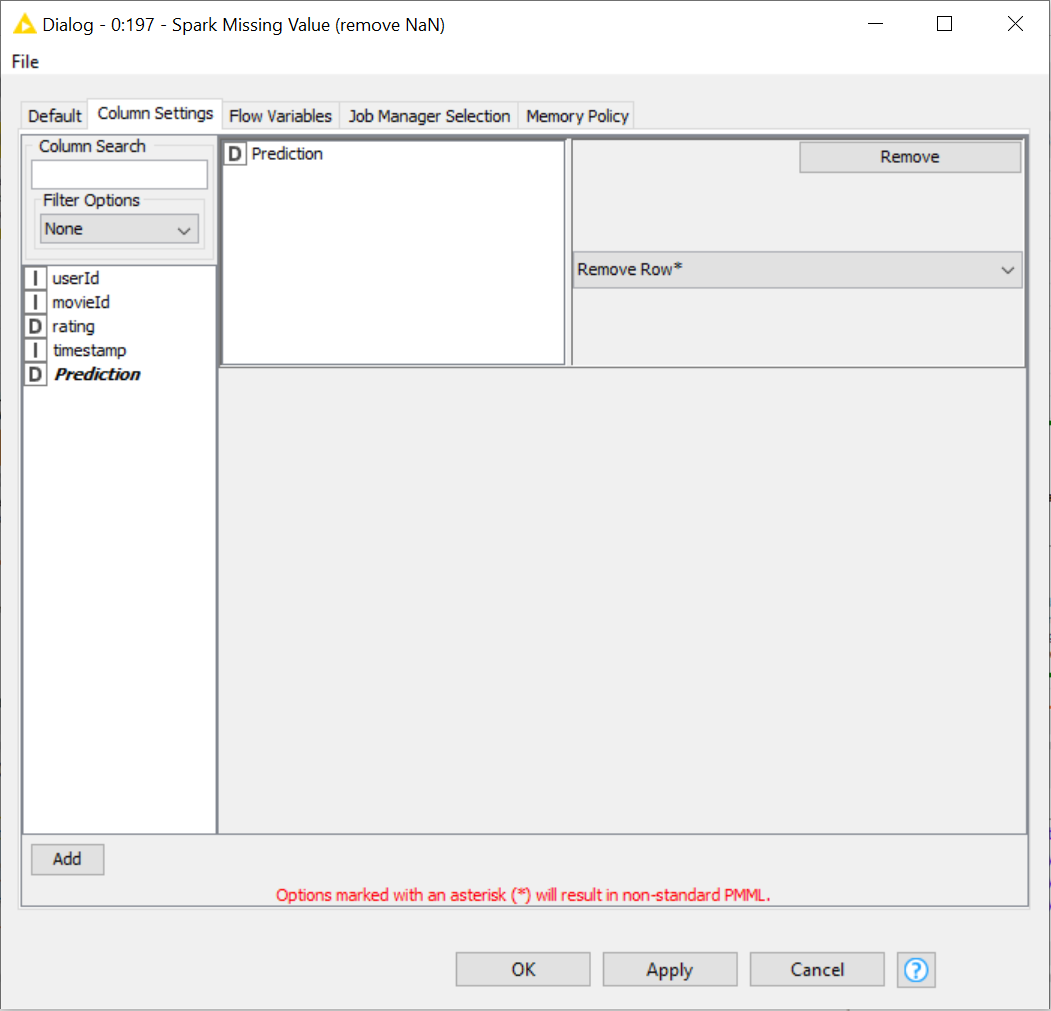 Dialog - 0:197 - Spark Missing Value (remove NaN)
File
Default Column Settings Flow Variables Job Manager Selection Memory Policy
Column Search
Filter Options
None
I userId
I movieId
D rating
I timestamp
D Prediction
D Prediction
Remove
Remove Row*
Add
Options marked with an asterisk (*) will result in non-standard PMML.
OK Apply Cancel ?